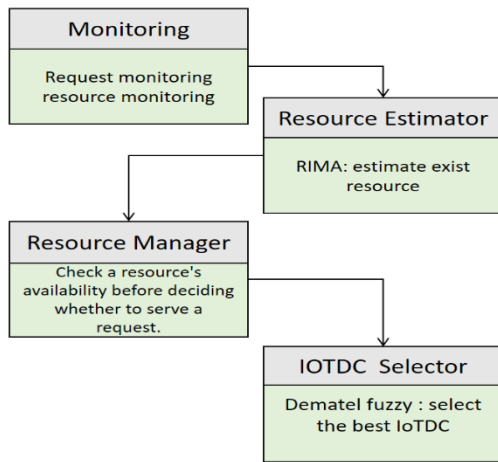 Monitoring
Request monitoring
resource monitoring
Resource Estimator
RIMA: estimate exist
resource
Resource Manager
Check a resource's
availability before deciding
whether to serve a
request.
IOTDC Selector
Dematel fuzzy : select
the best IoTDC